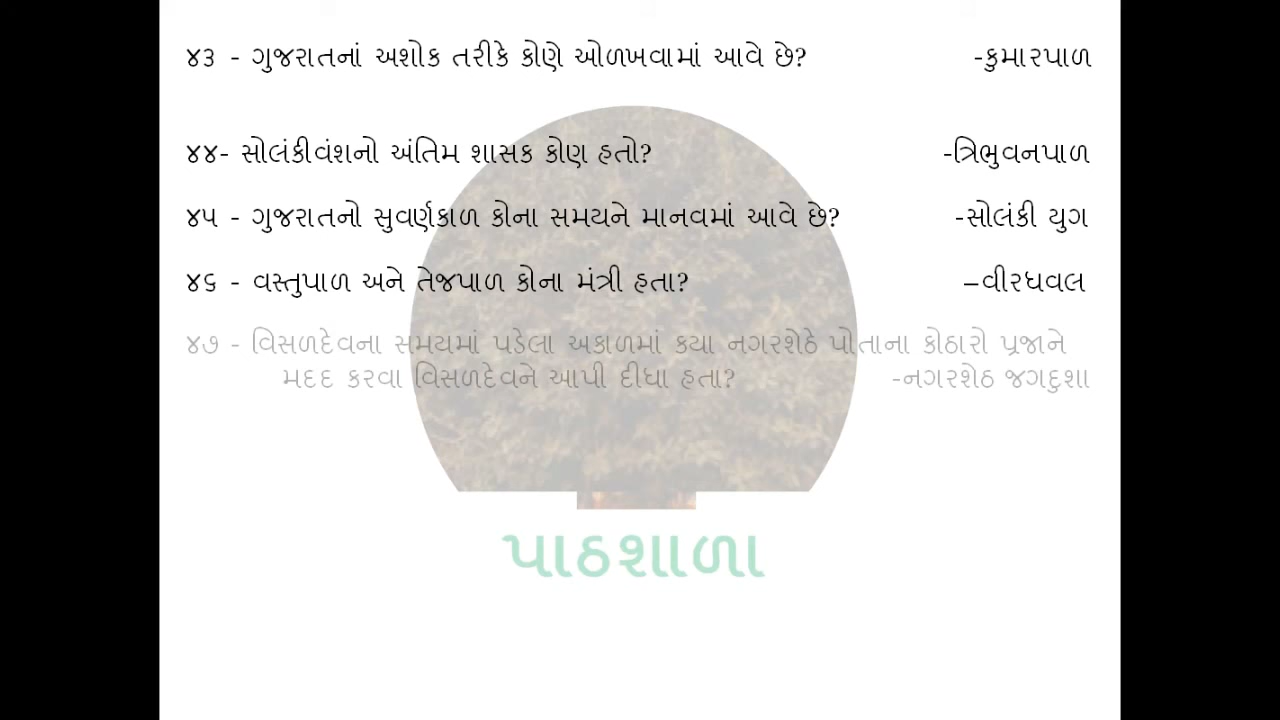 ૪૩ - ગુજરાતનાં અશોક તરીકે કોણે ઓળખવામાં આવે છે? -કુમારપાળ
૪૪- સોલંકીવંશનો અંતિમ શાસક કોણ હતો? -ત્રિભુવનપાળ
૪૫ - ગુજરાતનો સુવર્ણકાળ કોના સમયને માનવમાં આવે છે? -સોલંકી યુગ
૪૬ - વસ્તુપાળ અને તેજપાળ કોના મંત્રી હતા? –વીરધવલ
૪૭ - વિસળદેવના સમયમાં પડેલા અકાળમાં કયા નગરશેઠે પોતાના કોઠારો પ્રજાને
મદદ કરવા વિસળદેવને આપી દીધા હતા? -નગરશેઠ જગદુશા
પાઠશાળા